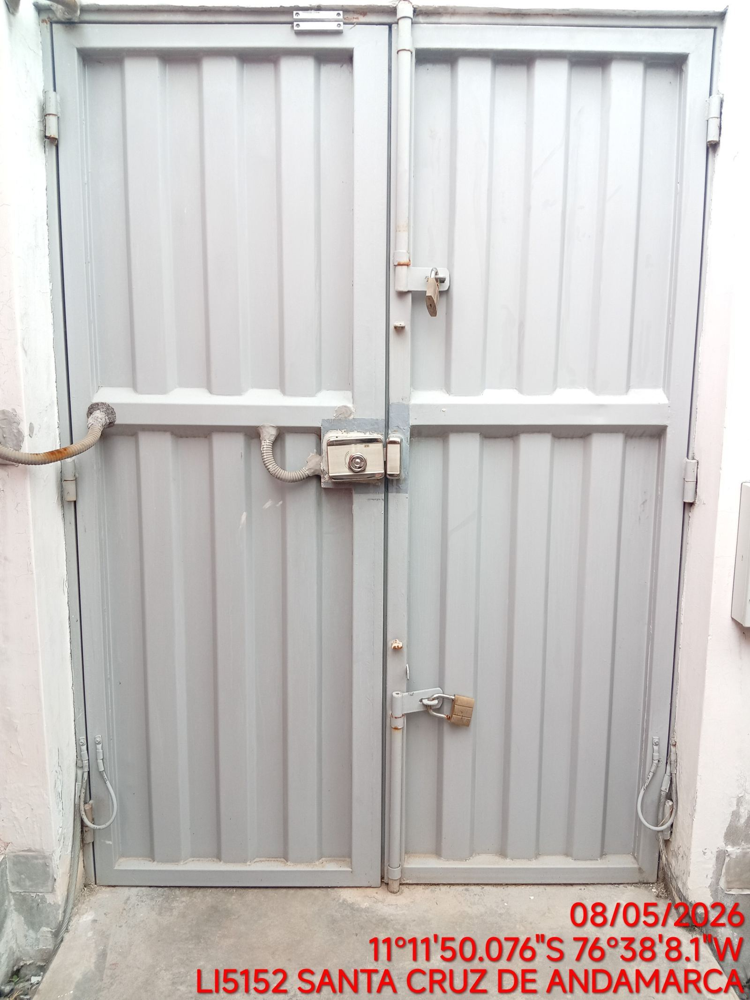 08/05/2026
11°11'50.076"S 76°38'8.1"W
LI5152 SANTA CRUZ DE ANDAMARCA